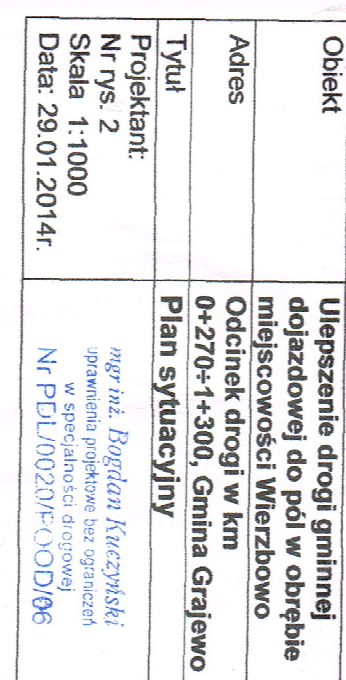 Obiekt
Ulepszenie drogi gminnej
dojazdowej do pól w obrębie
miejscowości Wierzbowo
Adres
Odcinek drogi w km
0+270÷1+300, Gmina Grajewo
Tytuł
Plan sytuacyjny
Projektant:
Nr rys. 2
Skala 1:1000
Data: 29.01.2014r.
mgr inż. Bogdan Kuczyński
uprawnienia projektowe bez ograniczeń
w specjalności drogowej
Nr PDL/0020/POOD/06